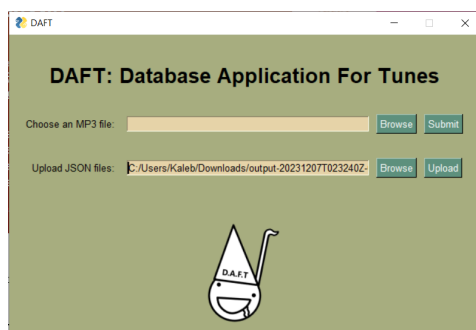 DAFT
DAFT: Database Application For Tunes
Choose an MP3 file: Browse Submit
Upload JSON files: C:/Users/Kaleb/Downloads/output-20231207T023240Z- Browse Upload
D.A.F.T